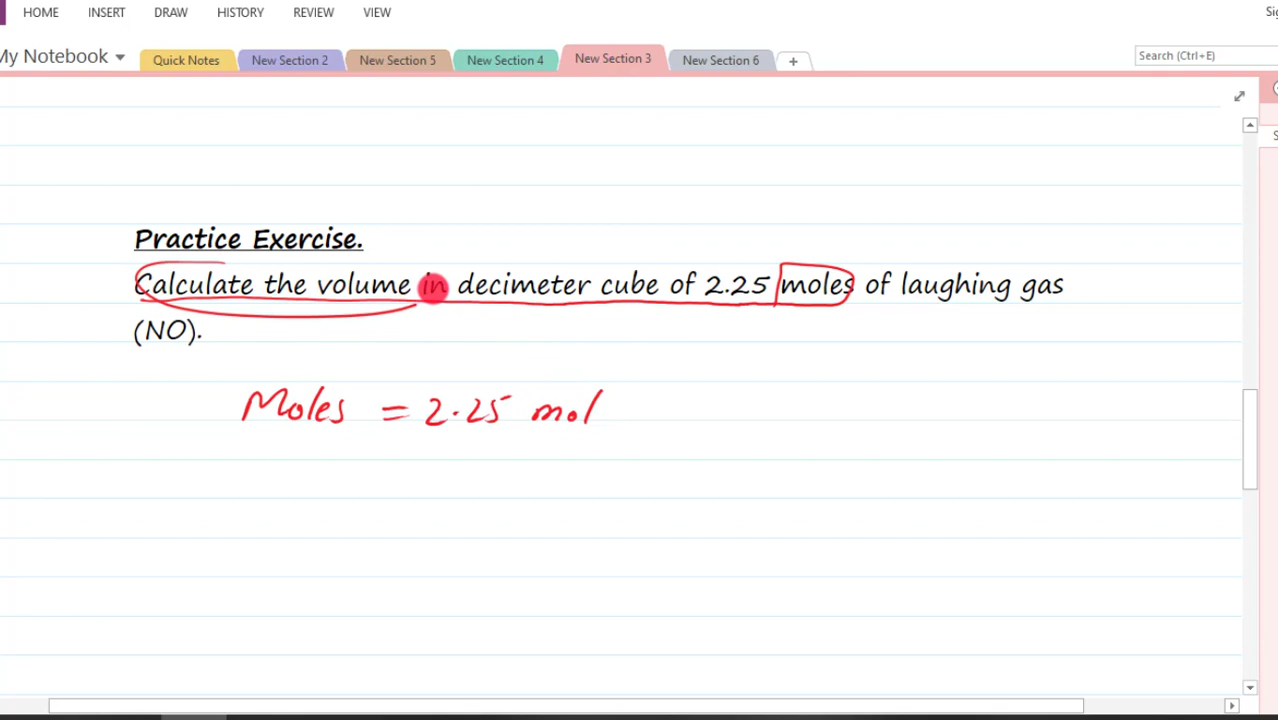 HOME INSERT DRAW HISTORY REVIEW VIEW
My Notebook Quick Notes New Section 2 New Section 5 New Section 4 New Section 3 New Section 6 + Search (Ctrl+E)
Practice Exercise.
Calculate the volume in decimeter cube of 2.25 moles of laughing gas
(NO).
Moles = 2.25 mol